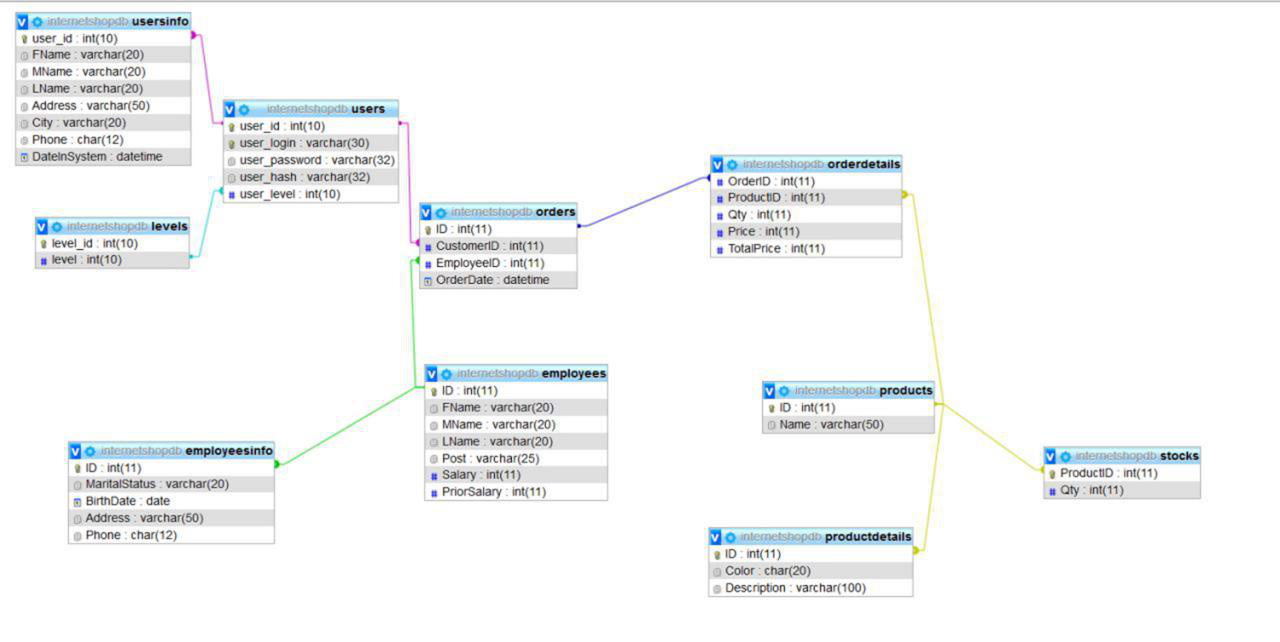 internetshopdb usersinfo
user_id : int(10)
FName : varchar(20)
MName : varchar(20)
LName : varchar(20)
Address : varchar(50)
City : varchar(20)
Phone : char(12)
DateInSystem : datetime
internetshopdb users
user_id : int(10)
user_login : varchar(30)
user_password : varchar(32)
user_hash : varchar(32)
user_level : int(10)
internetshopdb levels
level_id : int(10)
level : int(10)
internetshopdb orders
ID : int(11)
CustomerID : int(11)
EmployeeID : int(11)
OrderDate : datetime
internetshopdb orderdetails
OrderID : int(11)
ProductID : int(11)
Qty : int(11)
Price : int(11)
TotalPrice : int(11)
internetshopdb employees
ID : int(11)
FName : varchar(20)
MName : varchar(20)
LName : varchar(20)
Post : varchar(25)
Salary : int(11)
PriorSalary : int(11)
internetshopdb products
ID : int(11)
Name : varchar(50)
internetshopdb employeesinfo
ID : int(11)
MaritalStatus : varchar(20)
BirthDate : date
Address : varchar(50)
Phone : char(12)
internetshopdb stocks
ProductID : int(11)
Qty : int(11)
internetshopdb productdetails
ID : int(11)
Color : char(20)
Description : varchar(100)